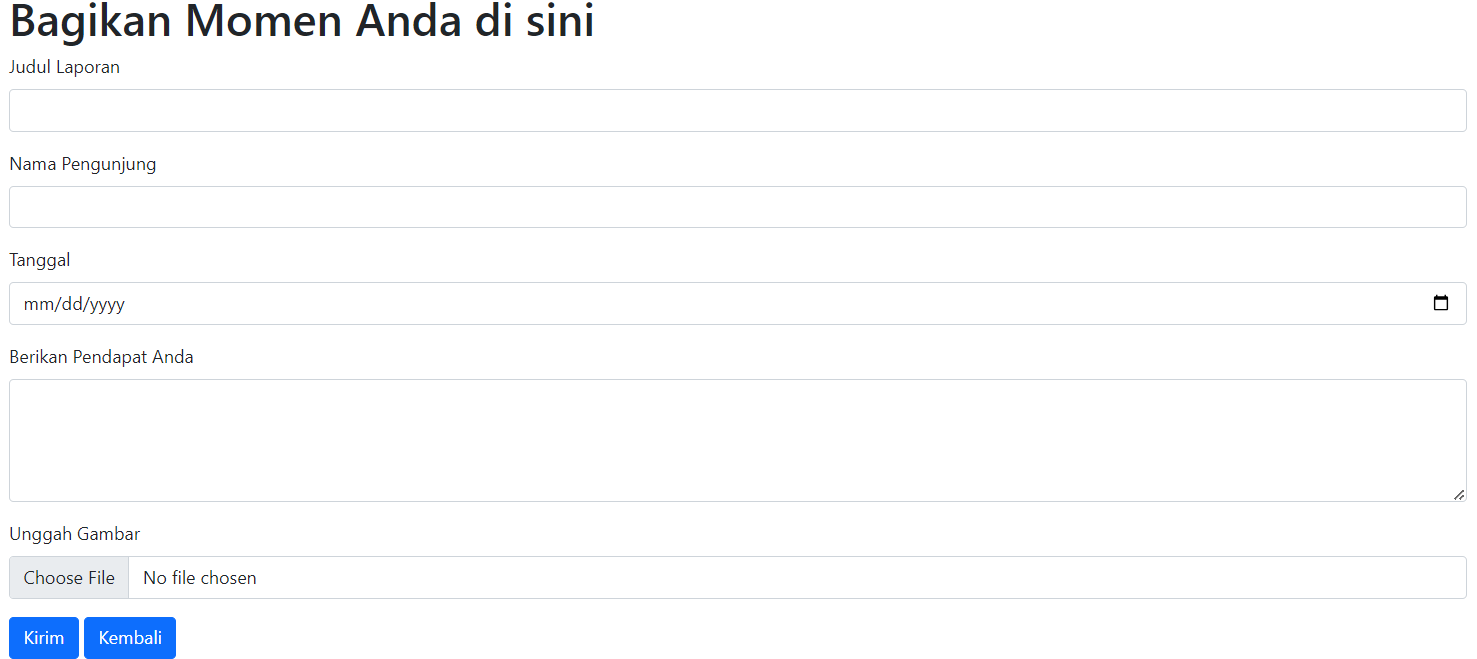 Bagikan Momen Anda di sini
Judul Laporan
Nama Pengunjung
Tanggal
mm/dd/yyyy
Berikan Pendapat Anda
Unggah Gambar
Choose File No file chosen
Kirim Kembali